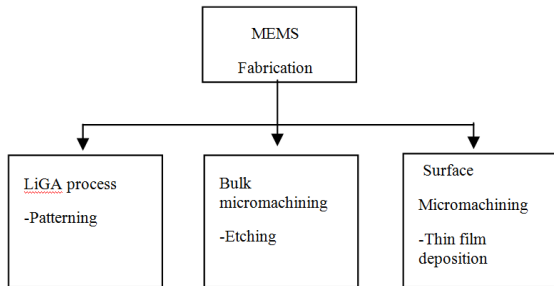 MEMS
Fabrication
LiGA process
-Patterning
Bulk
micromachining
-Etching
Surface
Micromachining
-Thin film
deposition